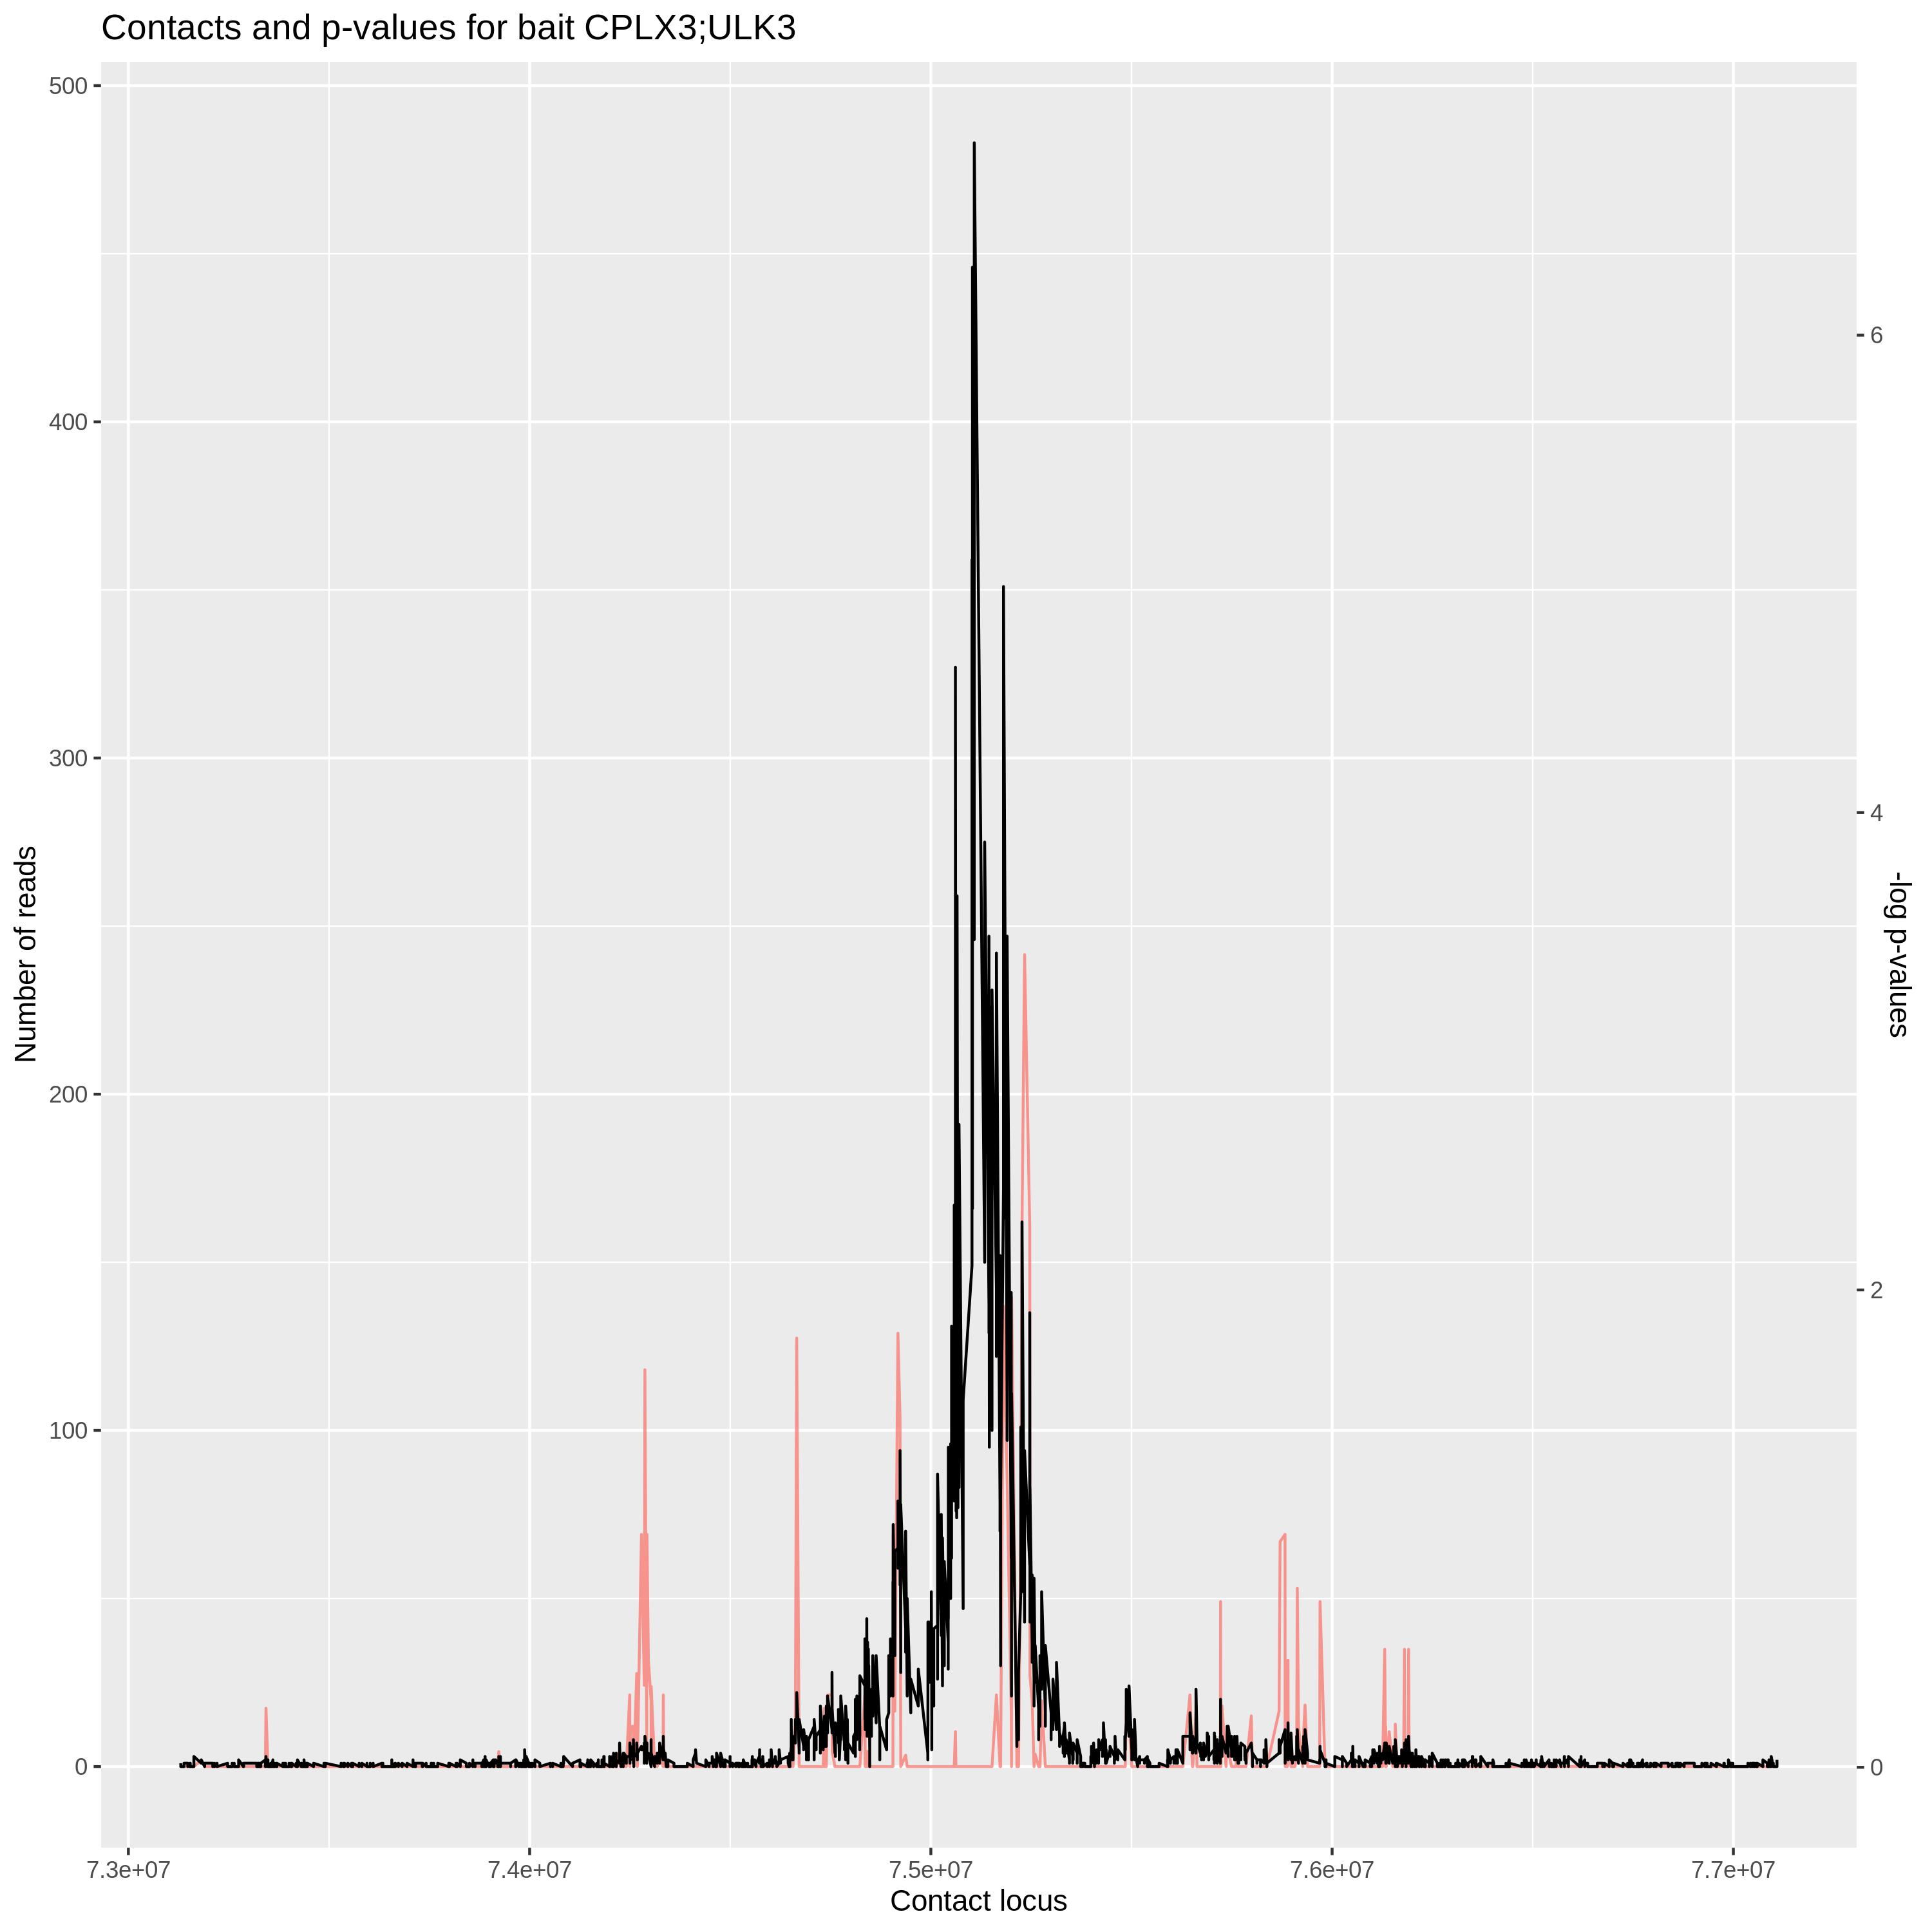 Contacts and p-values for bait CPLX3;ULK3
500
400
300
200
100
0
Number of reads
6
4
2
0
-log p-values
7.3e+07 7.4e+07 7.5e+07 7.6e+07 7.7e+07
Contact locus